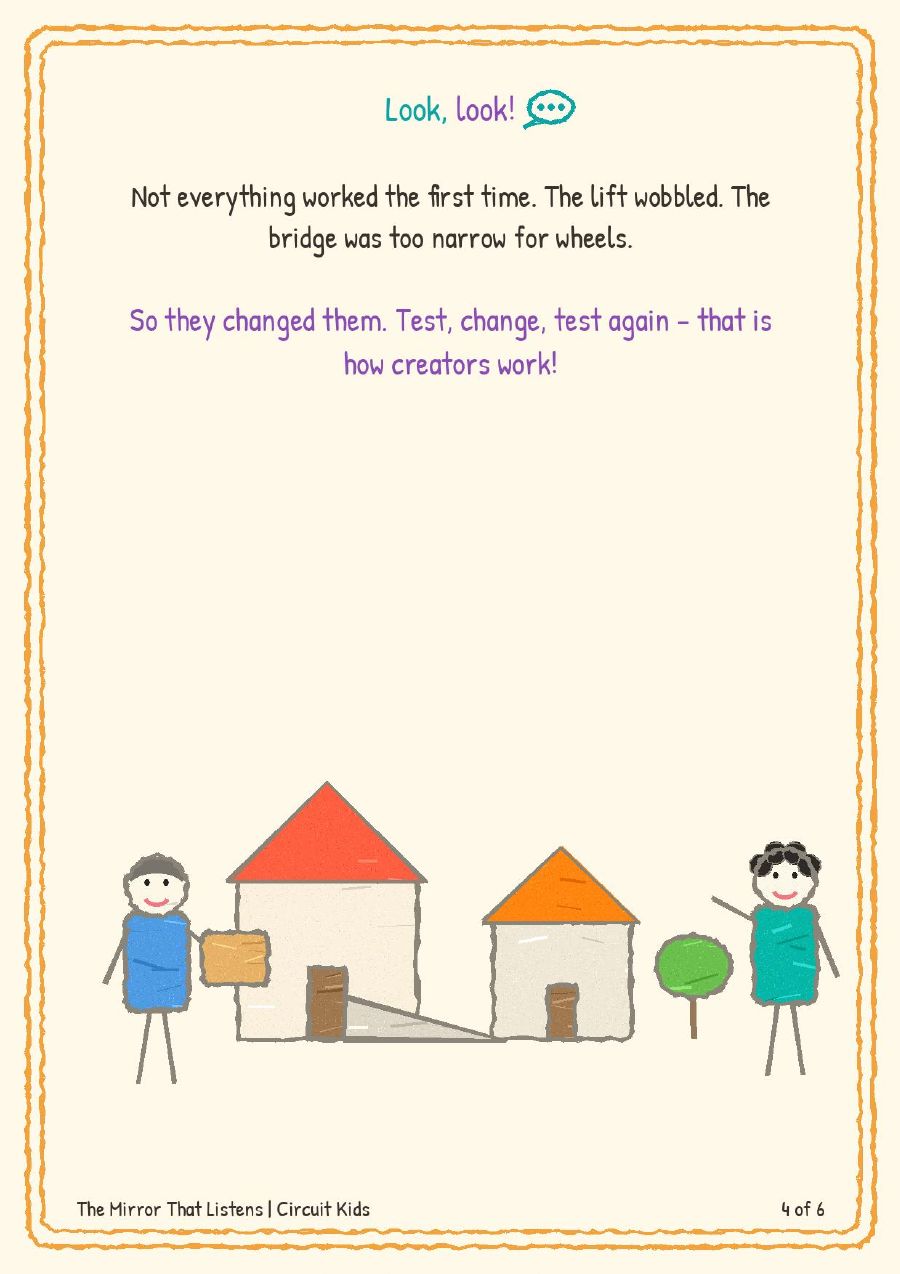 Look, look!
Not everything worked the first time. The lift wobbled. The
bridge was too narrow for wheels.
So they changed them. Test, change, test again – that is
how creators work!
The Mirror That Listens | Circuit Kids
4 of 6